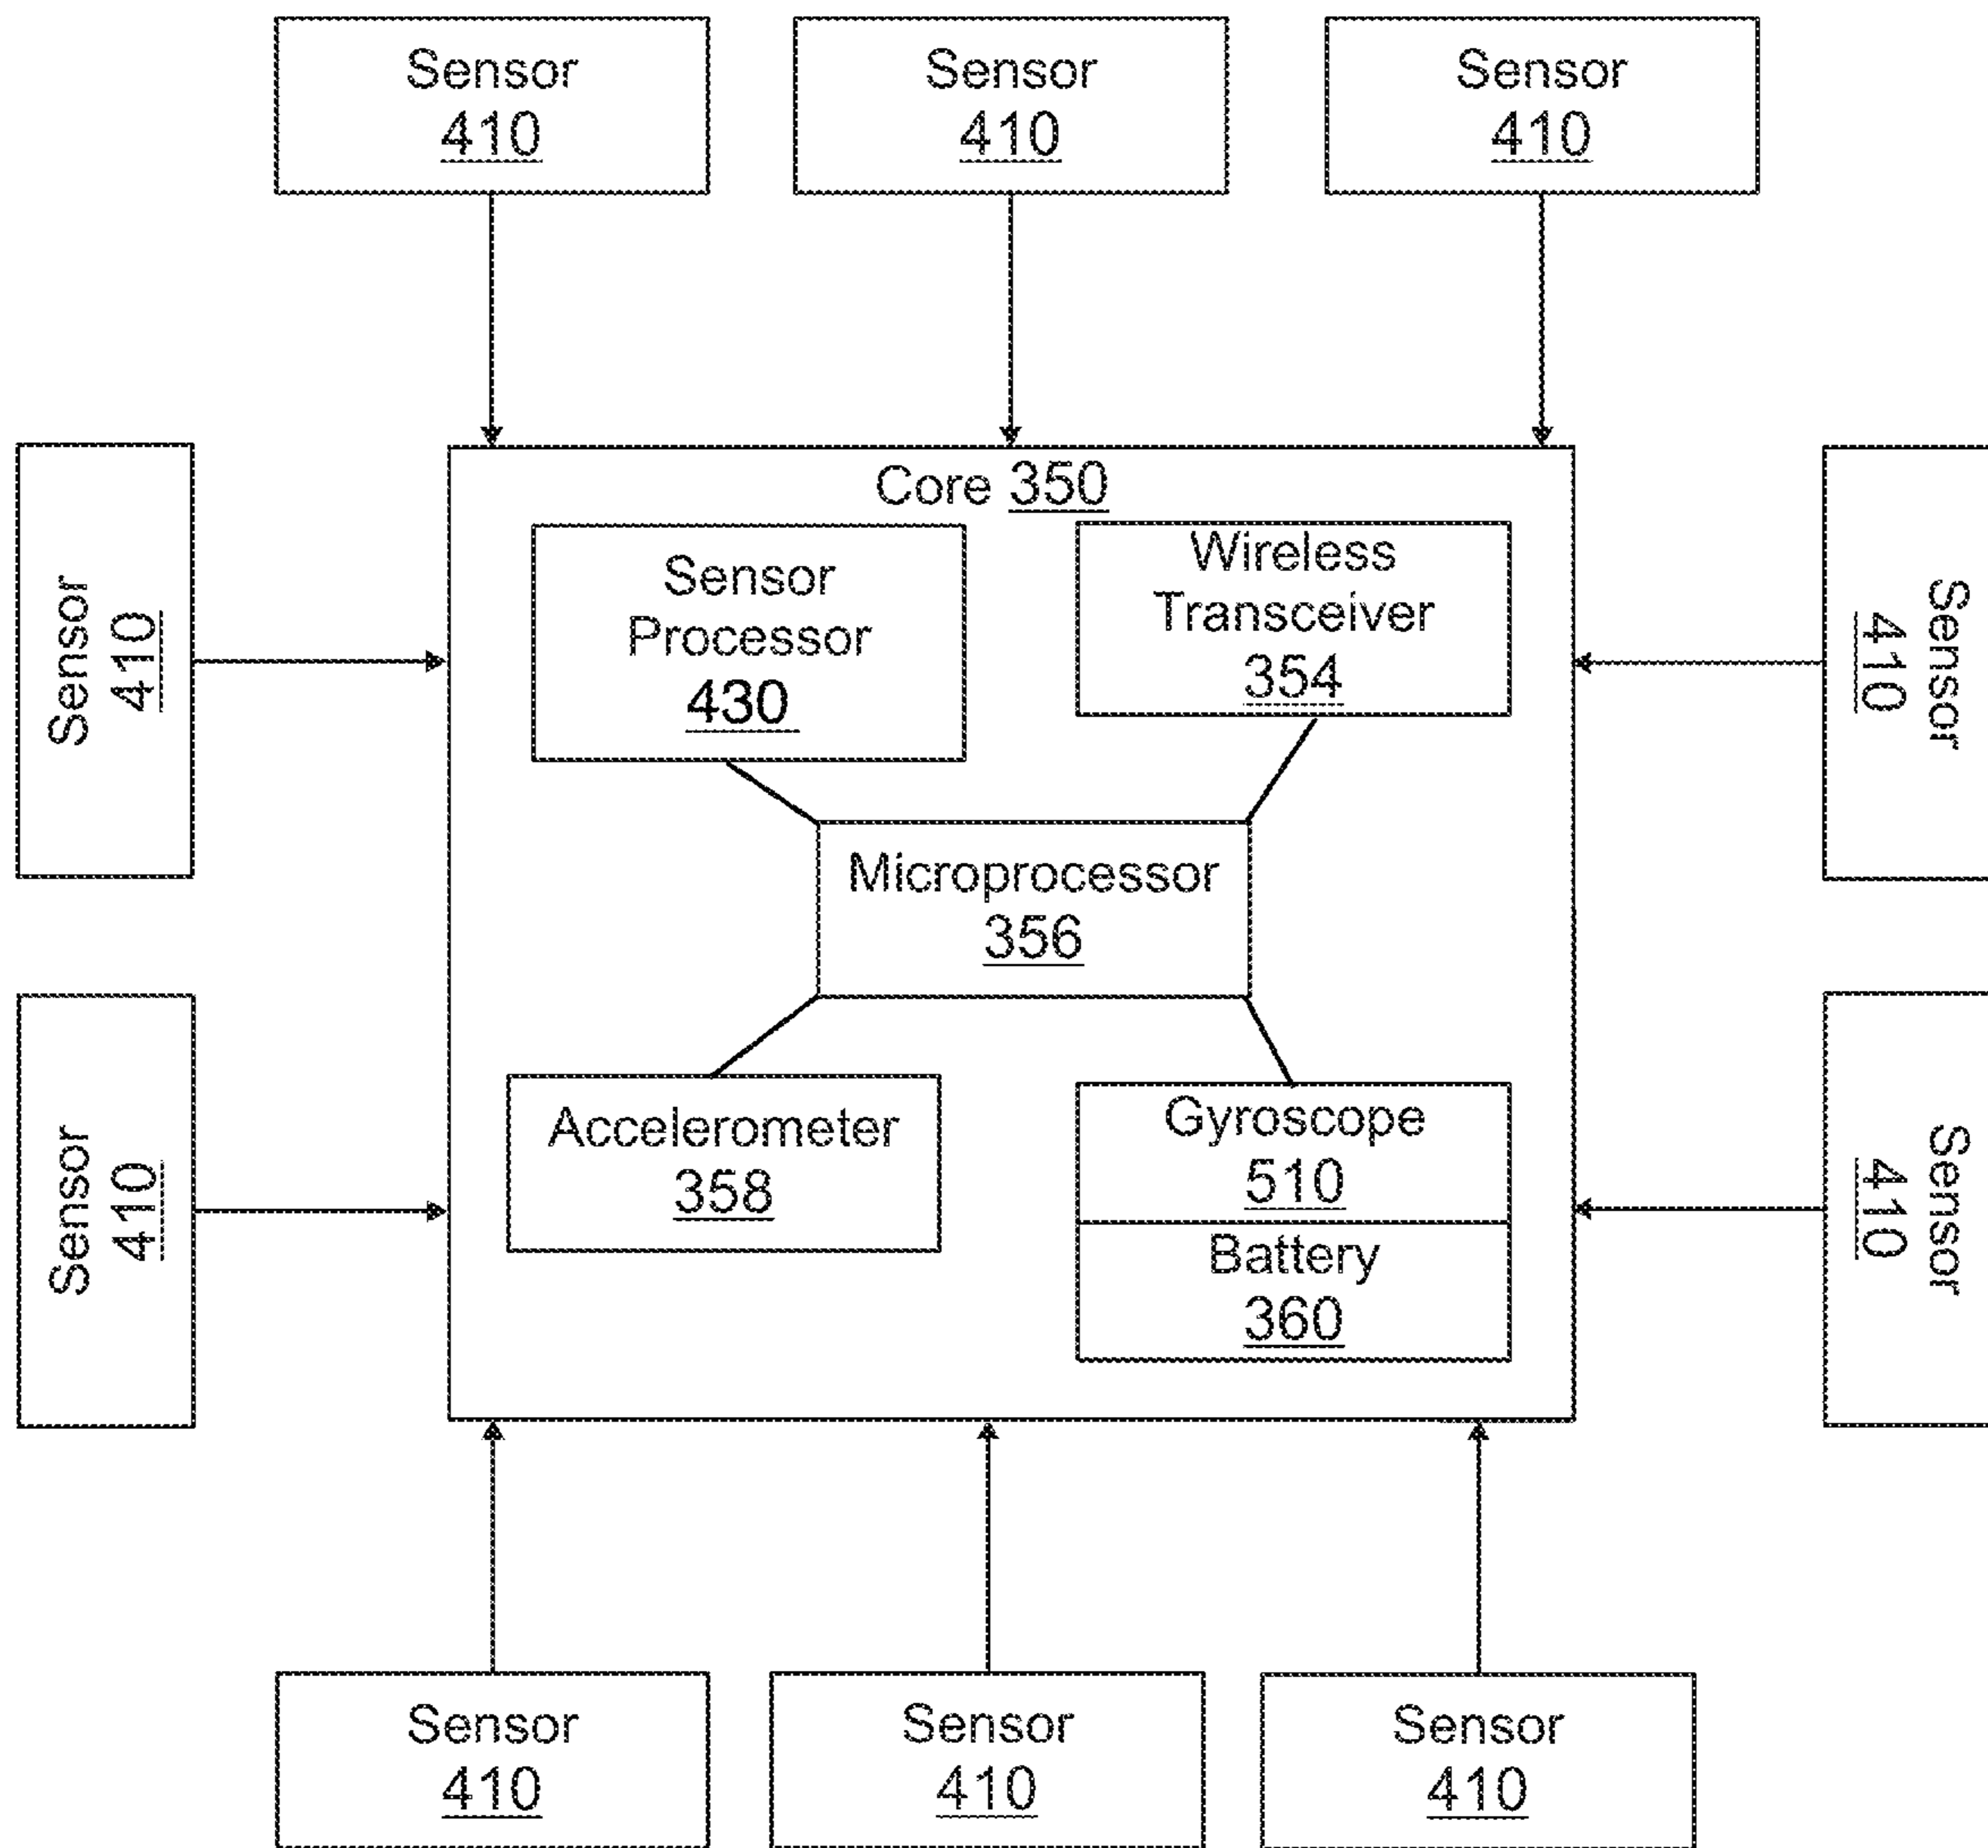 Sensor
410
Sensor
410
Sensor
410
Sensor
410
Sensor
410
Core 350
Sensor
Processor
430
Wireless
Transceiver
354
Microprocessor
356
Accelerometer
358
Gyroscope
510
Battery
360
Sensor
410
Sensor
410
Sensor
410
Sensor
410
Sensor
410